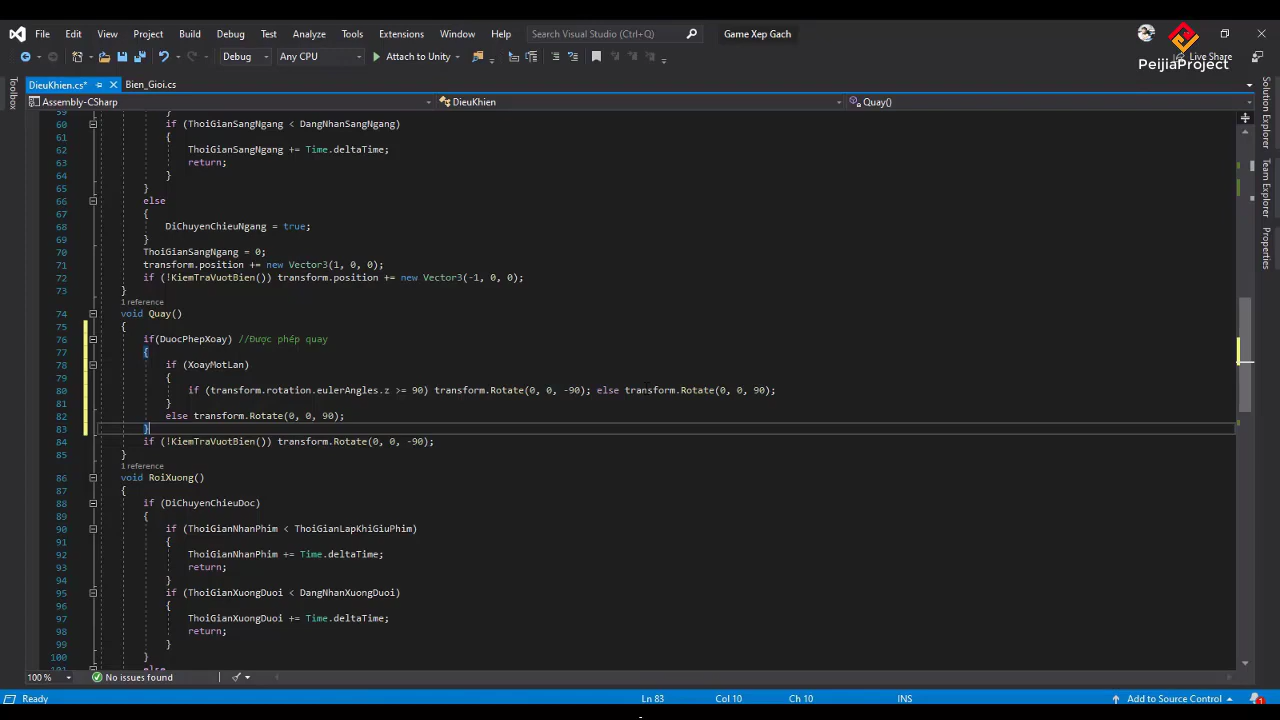 File Edit View Project Build Debug Test Analyze Tools Extensions Window Help Search Visual Studio (Ctrl+Q) Game Xep Gach
Debug Any CPU Attach to Unity Live Share
PeijiaProject
DieuKhien.cs* Bien_Gioi.cs
Assembly-CSharp DieuKhien Quay()
Toolbox
Solution Explorer
Team Explorer
Properties
59 }
60 if (ThoiGianSangNgang < DangNhanSangNgang)
61 {
62 ThoiGianSangNgang += Time.deltaTime;
63 return;
64 }
65 }
66 else
67 {
68 DiChuyenChieuNgang = true;
69 }
70 ThoiGianSangNgang = 0;
71 transform.position += new Vector3(1, 0, 0);
72 if (!KiemTraVuotBien()) transform.position += new Vector3(-1, 0, 0);
73 }
1 reference
74 void Quay()
75 {
76 if(DuocPhepXoay) //Được phép quay
77 {
78 if (XoayMotLan)
79 {
80 if (transform.rotation.eulerAngles.z >= 90) transform.Rotate(0, 0, -90); else transform.Rotate(0, 0, 90);
81 }
82 else transform.Rotate(0, 0, 90);
83 }
84 if (!KiemTraVuotBien()) transform.Rotate(0, 0, -90);
85 }
1 reference
86 void RoiXuong()
87 {
88 if (DiChuyenChieuDoc)
89 {
90 if (ThoiGianNhanPhim < ThoiGianLapKhiGiuPhim)
91 {
92 ThoiGianNhanPhim += Time.deltaTime;
93 return;
94 }
95 if (ThoiGianXuongDuoi < DangNhanXuongDuoi)
96 {
97 ThoiGianXuongDuoi += Time.deltaTime;
98 return;
99 }
100 }
101 else
100 % No issues found
Ready Ln 83 Col 10 Ch 10 INS Add to Source Control 1